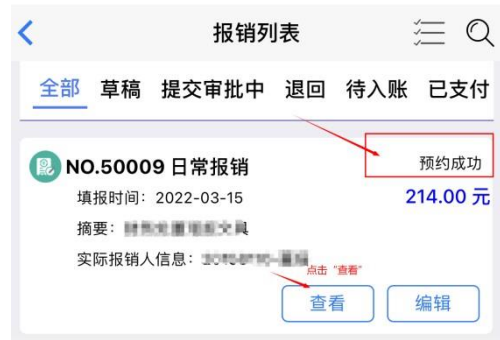 报销列表
全部 草稿 提交审批中 退回 待入账 已支付
NO.50009 日常报销 预约成功
填报时间：2022-03-15 214.00 元
摘要：
实际报销人信息：
点击“查看”
查看 编辑